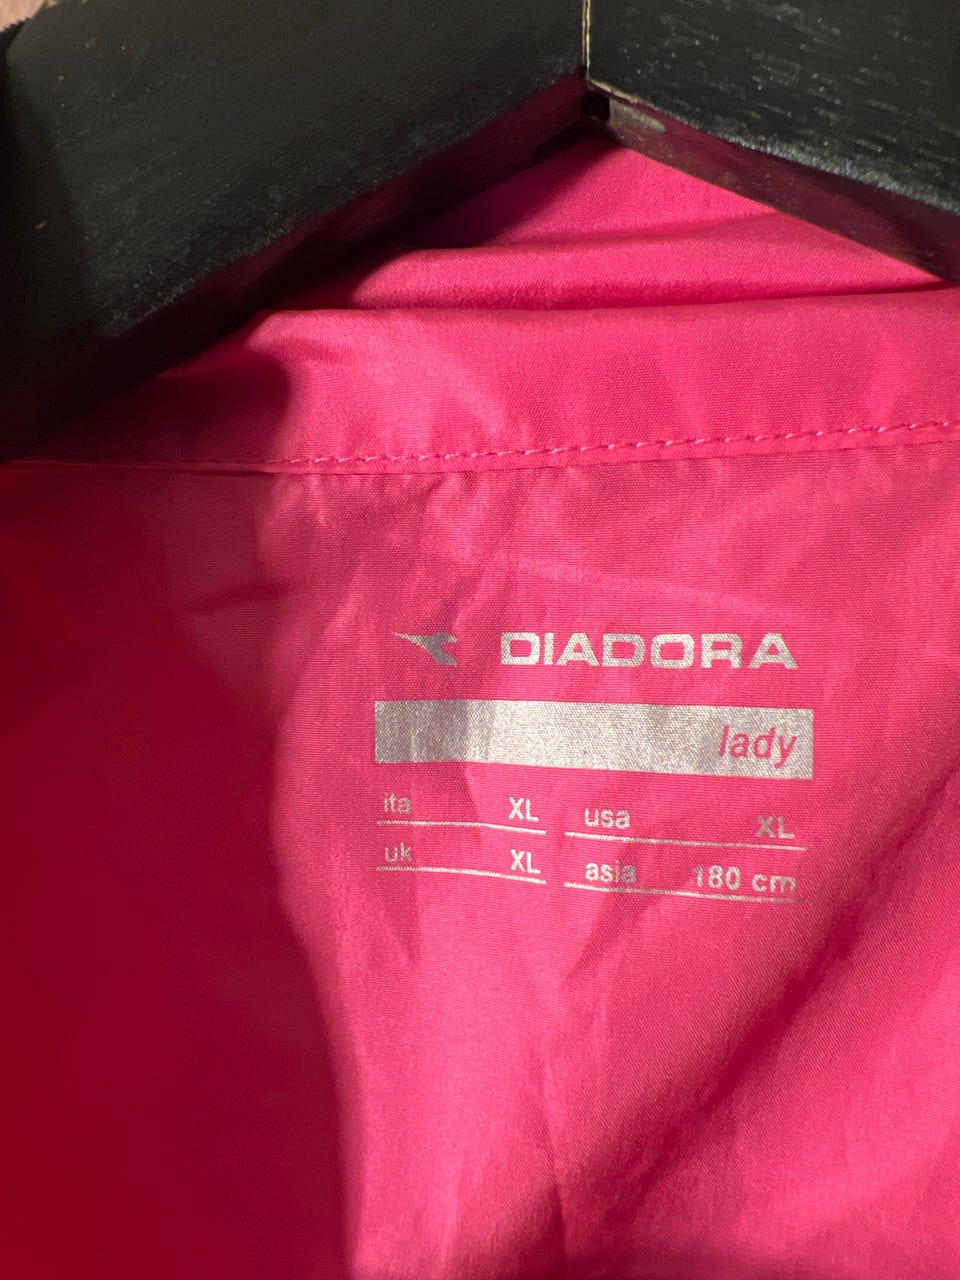 DIADORA
lady
ita XL usa XL
uk XL asia 180 cm